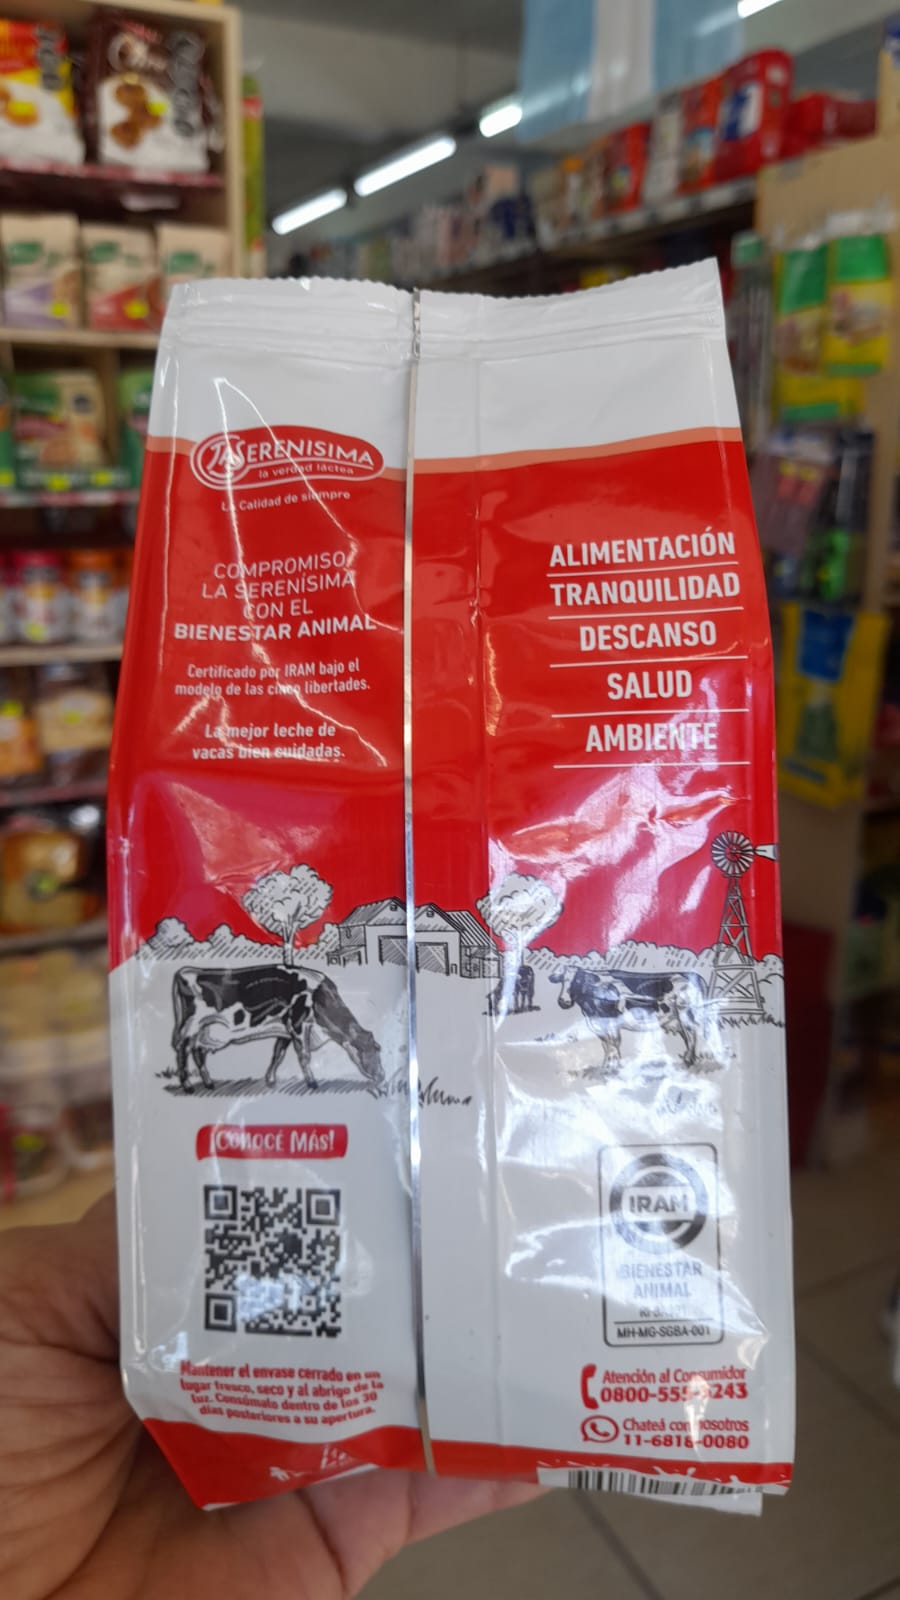 LA SERENISIMA
la verdad láctea
La Calidad de siempre
COMPROMISO
LA SERENÍSIMA
CON EL
BIENESTAR ANIMAL
Certificado por IRAM bajo el
modelo de las cinco libertades.
La mejor leche de
vacas bien cuidadas.
¡CONOCÉ MÁS!
Mantener el envase cerrado en un
lugar fresco, seco y al abrigo de la
luz. Consúmalo dentro de los 30
días posteriores a su apertura.
ALIMENTACIÓN
TRANQUILIDAD
DESCANSO
SALUD
AMBIENTE
IRAM
BIENESTAR
ANIMAL
MH-MG-SGBA-001
Atención al Consumidor
Chateá con nosotros
11-6818-0080